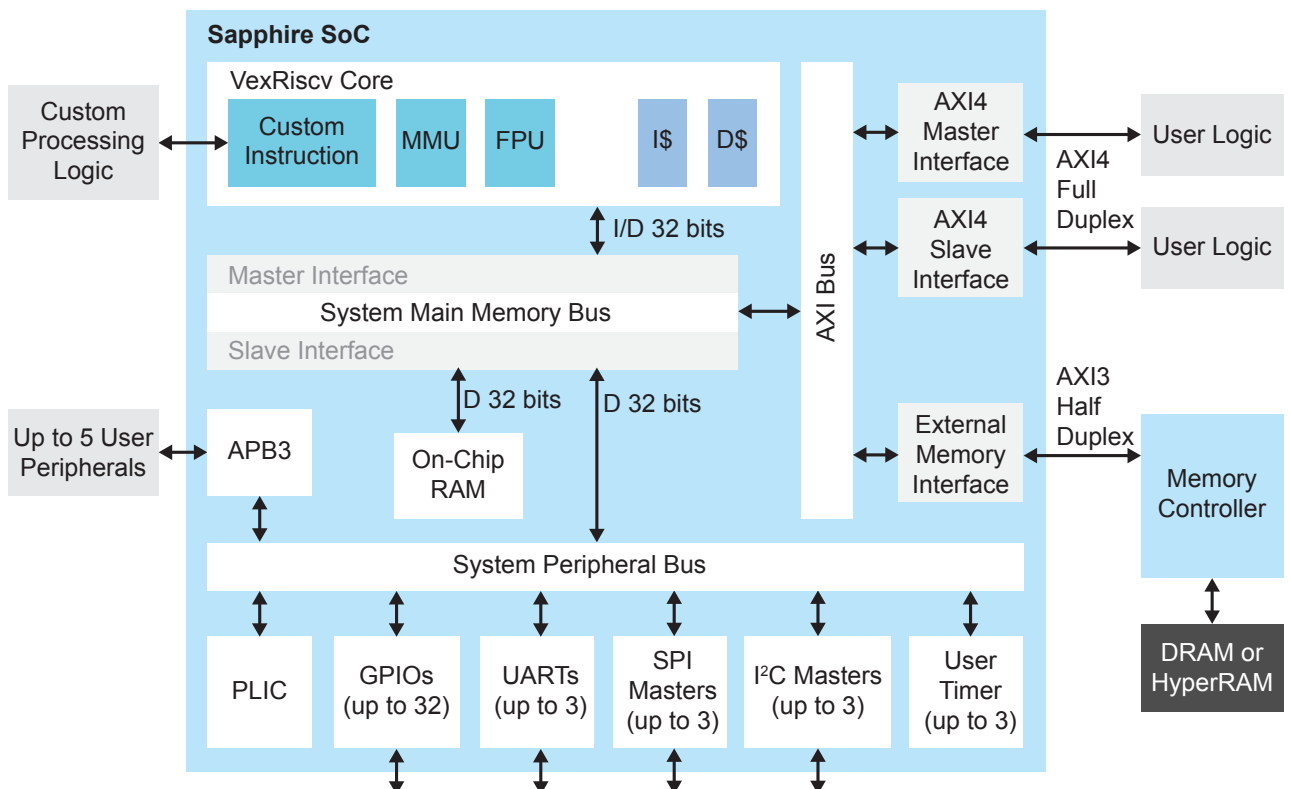 Sapphire SoC
VexRiscv Core
Custom
Processing
Logic
Custom
Instruction
MMU
FPU
I$
D$
I/D 32 bits
Master Interface
System Main Memory Bus
Slave Interface
AXI Bus
AXI4
Master
Interface
AXI4
Slave
Interface
AXI4
Full
Duplex
User Logic
User Logic
D 32 bits
D 32 bits
Up to 5 User
Peripherals
APB3
On-Chip
RAM
External
Memory
Interface
AXI3
Half
Duplex
Memory
Controller
System Peripheral Bus
PLIC
GPIOs
(up to 32)
UARTs
(up to 3)
SPI
Masters
(up to 3)
I²C Masters
(up to 3)
User
Timer
(up to 3)
DRAM or
HyperRAM